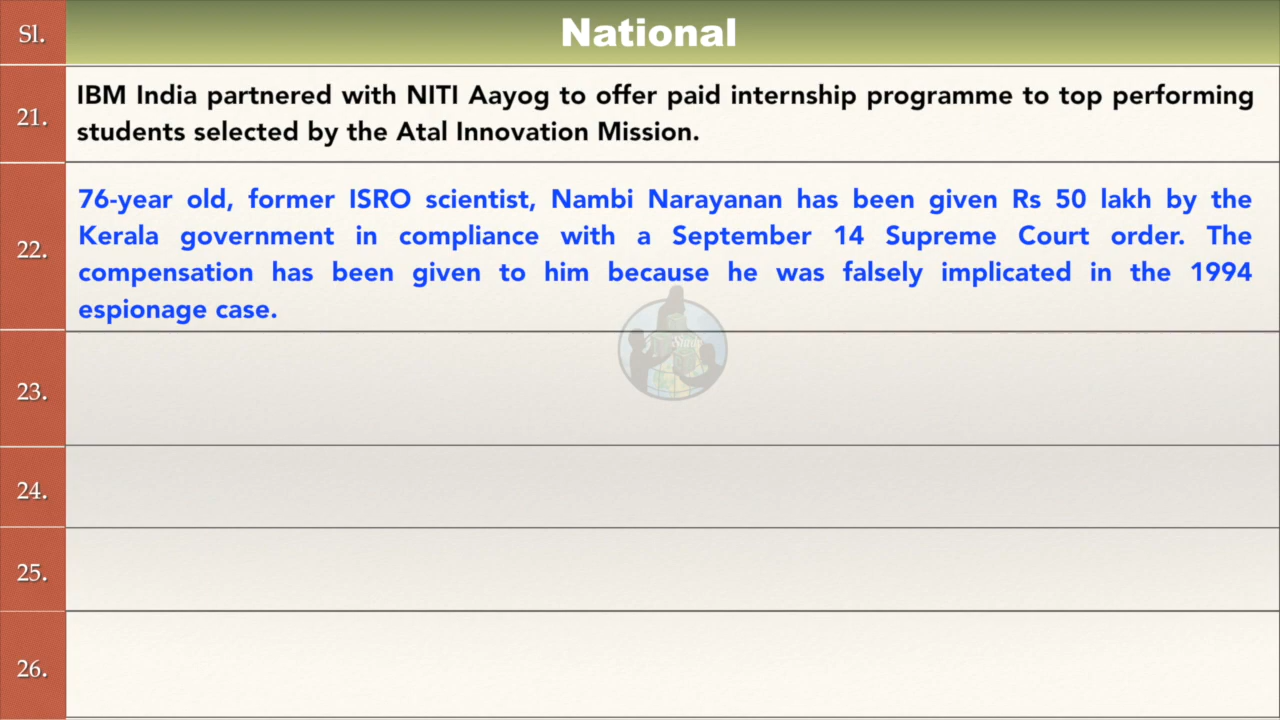 Sl.
National
21.
IBM India partnered with NITI Aayog to offer paid internship programme to top performing
students selected by the Atal Innovation Mission.
22.
76-year old, former ISRO scientist, Nambi Narayanan has been given Rs 50 lakh by the
Kerala government in compliance with a September 14 Supreme Court order. The
compensation has been given to him because he was falsely implicated in the 1994
espionage case.
Study
23.
24.
25.
26.